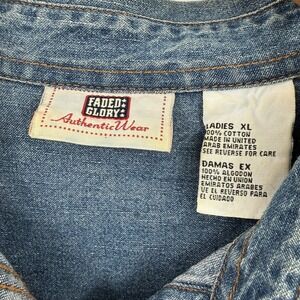 FADED
GLORY
Authentic Wear
LADIES XL
100% COTTON
MADE IN UNITED
ARAB EMIRATES
SEE REVERSE FOR CARE
DAMAS EX
100% ALGODON
HECHO EN UNION
EMIRATOS ARABES
VE EL REVERSO PARA
EL CUIDADO